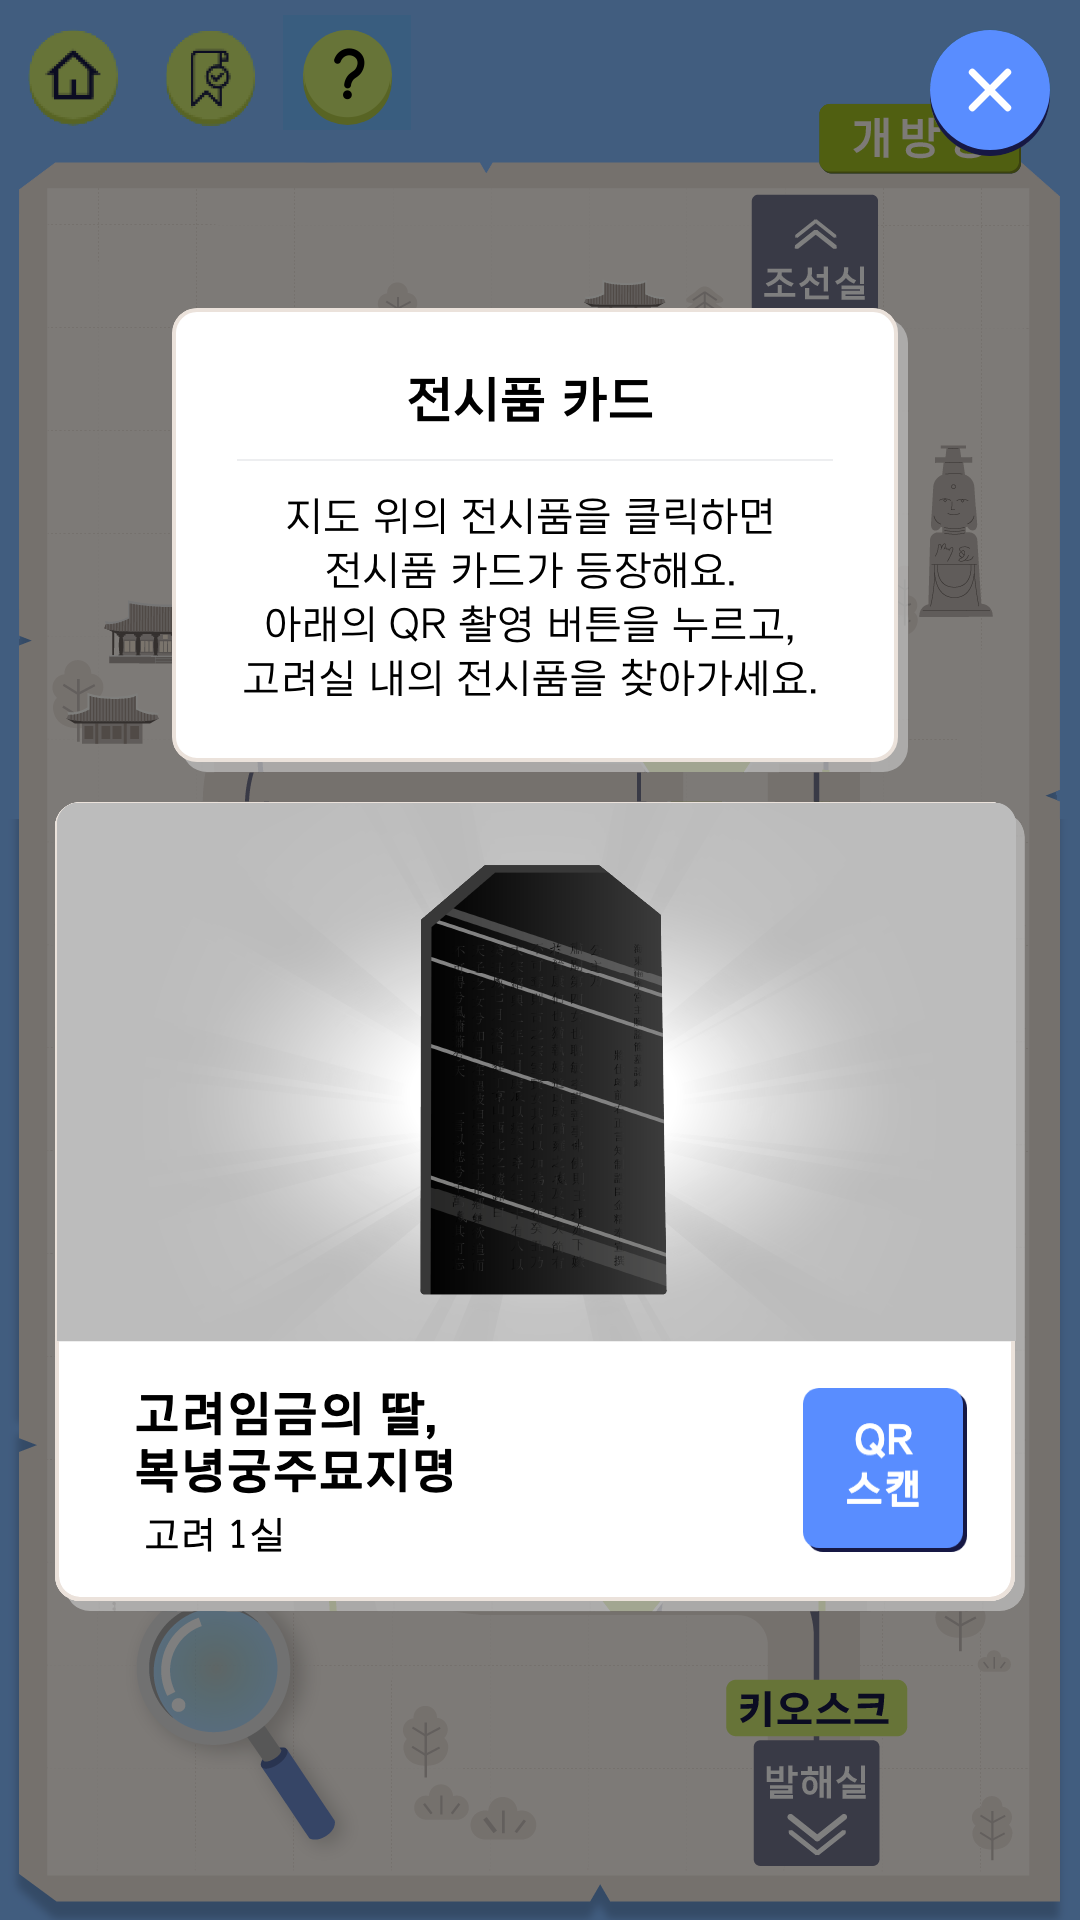 개방
조선실
전시품 카드
지도 위의 전시품을 클릭하면
전시품 카드가 등장해요.
아래의 QR 촬영 버튼을 누르고,
고려실 내의 전시품을 찾아가세요.
고려임금의 딸,
복녕궁주묘지명
고려 1실
QR
스캔
키오스크
발해실